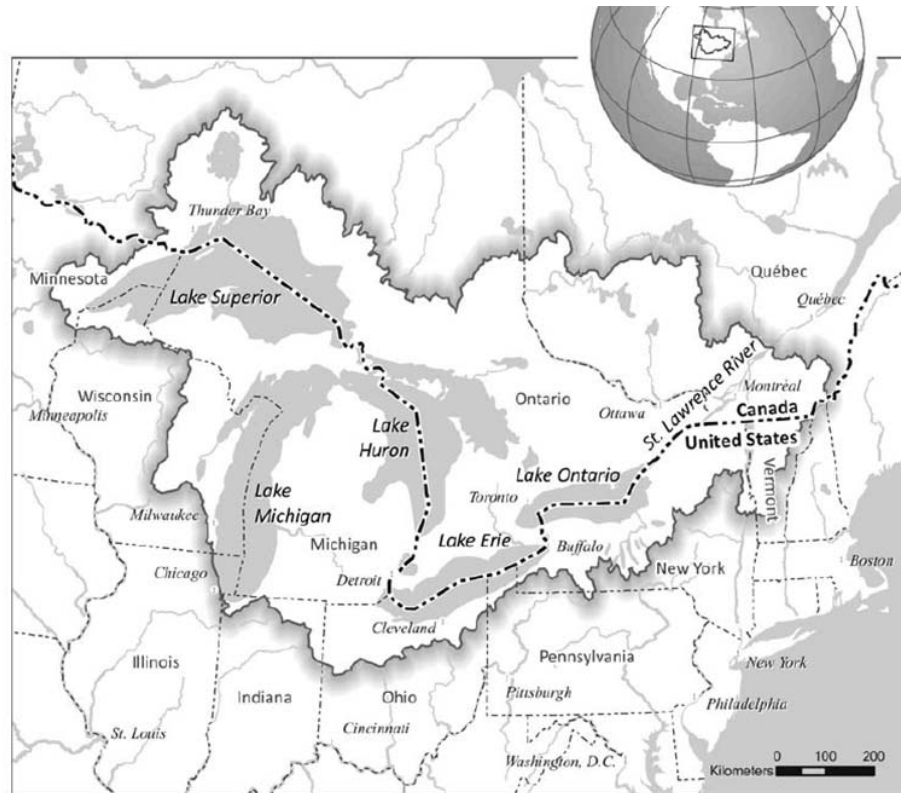 Thunder Bay
Minnesota
Lake Superior
Québec
Québec
Wisconsin
Minneapolis
Ontario
Ottawa
St. Lawrence River
Montréal
Canada
United States
Lake
Huron
Lake Ontario
Toronto
Vermont
Lake
Michigan
Milwaukee
Michigan
Lake Erie
Buffalo
New York
Boston
Chicago
Detroit
Cleveland
Illinois
Indiana
Ohio
Pennsylvania
Pittsburgh
New York
Philadelphia
St. Louis
Cincinnati
Washington, D.C.
0 100 200
Kilometers